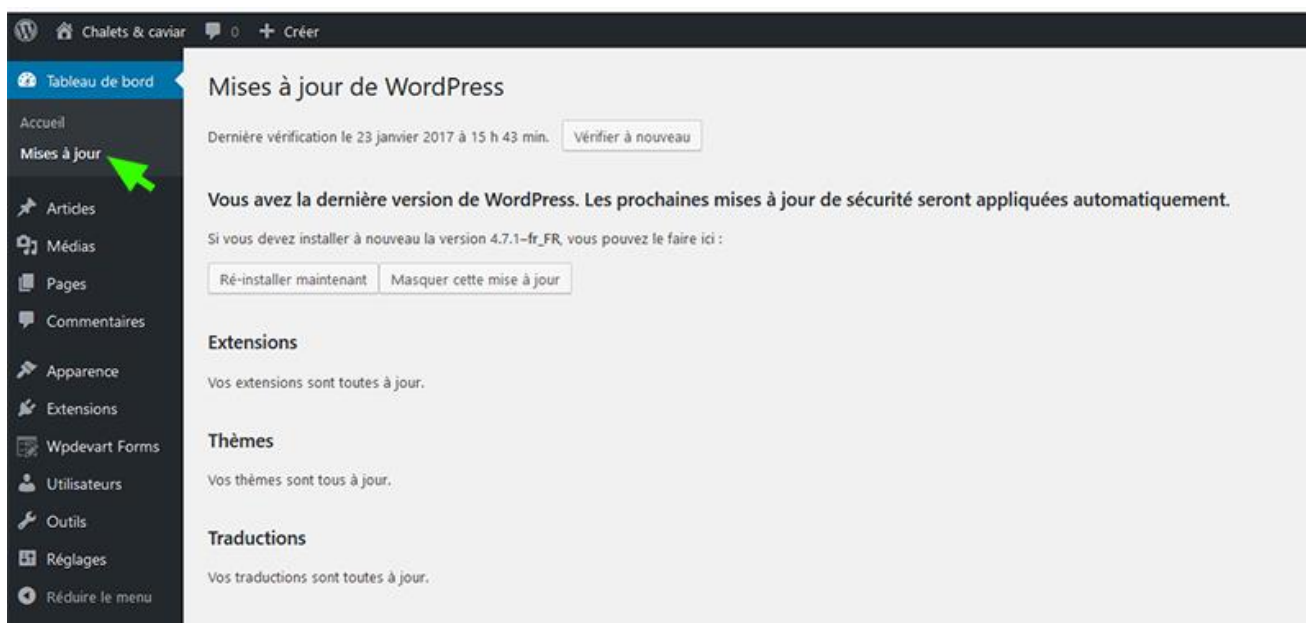 Chalets & caviar 0 + Créer
Tableau de bord
Accueil
Mises à jour
Articles
Médias
Pages
Commentaires
Apparence
Extensions
Wpdevart Forms
Utilisateurs
Outils
Réglages
Réduire le menu
Mises à jour de WordPress
Dernière vérification le 23 janvier 2017 à 15 h 43 min. Vérifier à nouveau
Vous avez la dernière version de WordPress. Les prochaines mises à jour de sécurité seront appliquées automatiquement.
Si vous devez installer à nouveau la version 4.7.1–fr_FR, vous pouvez le faire ici :
Ré-installer maintenant Masquer cette mise à jour
Extensions
Vos extensions sont toutes à jour.
Thèmes
Vos thèmes sont tous à jour.
Traductions
Vos traductions sont toutes à jour.